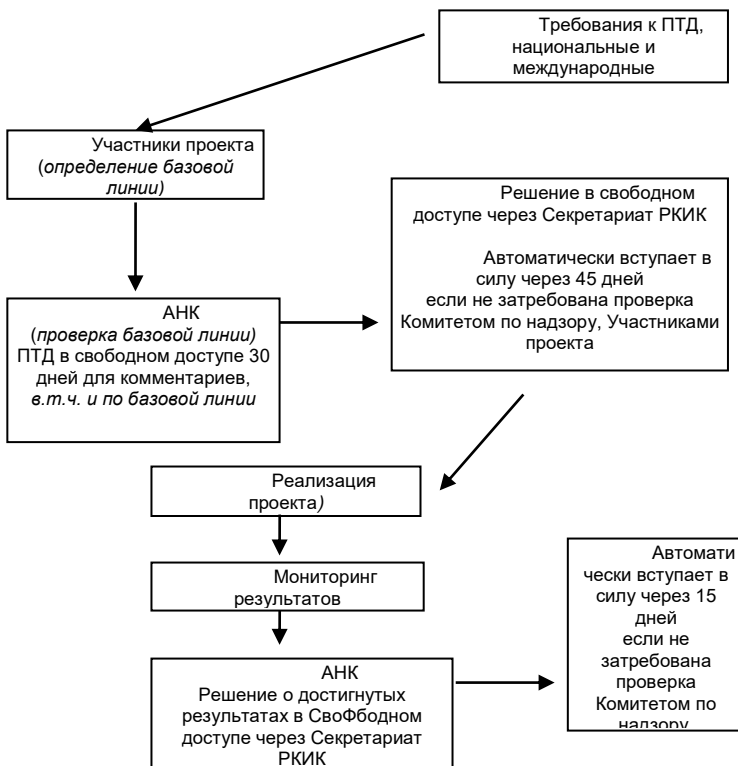 Требования к ПТД,
национальные и
международные
Участники проекта
(определение базовой
линии)
Решение в свободном
доступе через Секретариат РКИК
Автоматически вступает в
силу через 45 дней
если не затребована проверка
Комитетом по надзору, Участниками
проекта
АНК
(проверка базовой линии)
ПТД в свободном доступе 30
дней для комментариев,
в.т.ч. и по базовой линии
Реализация
проекта)
Мониторинг
результатов
Автомати
чески вступает в
силу через 15
дней
если не
затребована
проверка
Комитетом по
надзору
АНК
Решение о достигнутых
результатах в СвоФбодном
доступе через Секретариат
РКИК